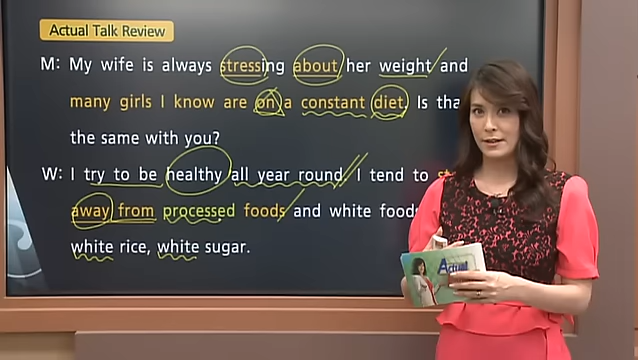 Actual Talk Review
M: My wife is always stressing about her weight and
many girls I know are on a constant diet. Is
the same with you?
W: I try to be healthy all year round. I tend to
away from processed foods and white
white rice, white sugar.
Actual